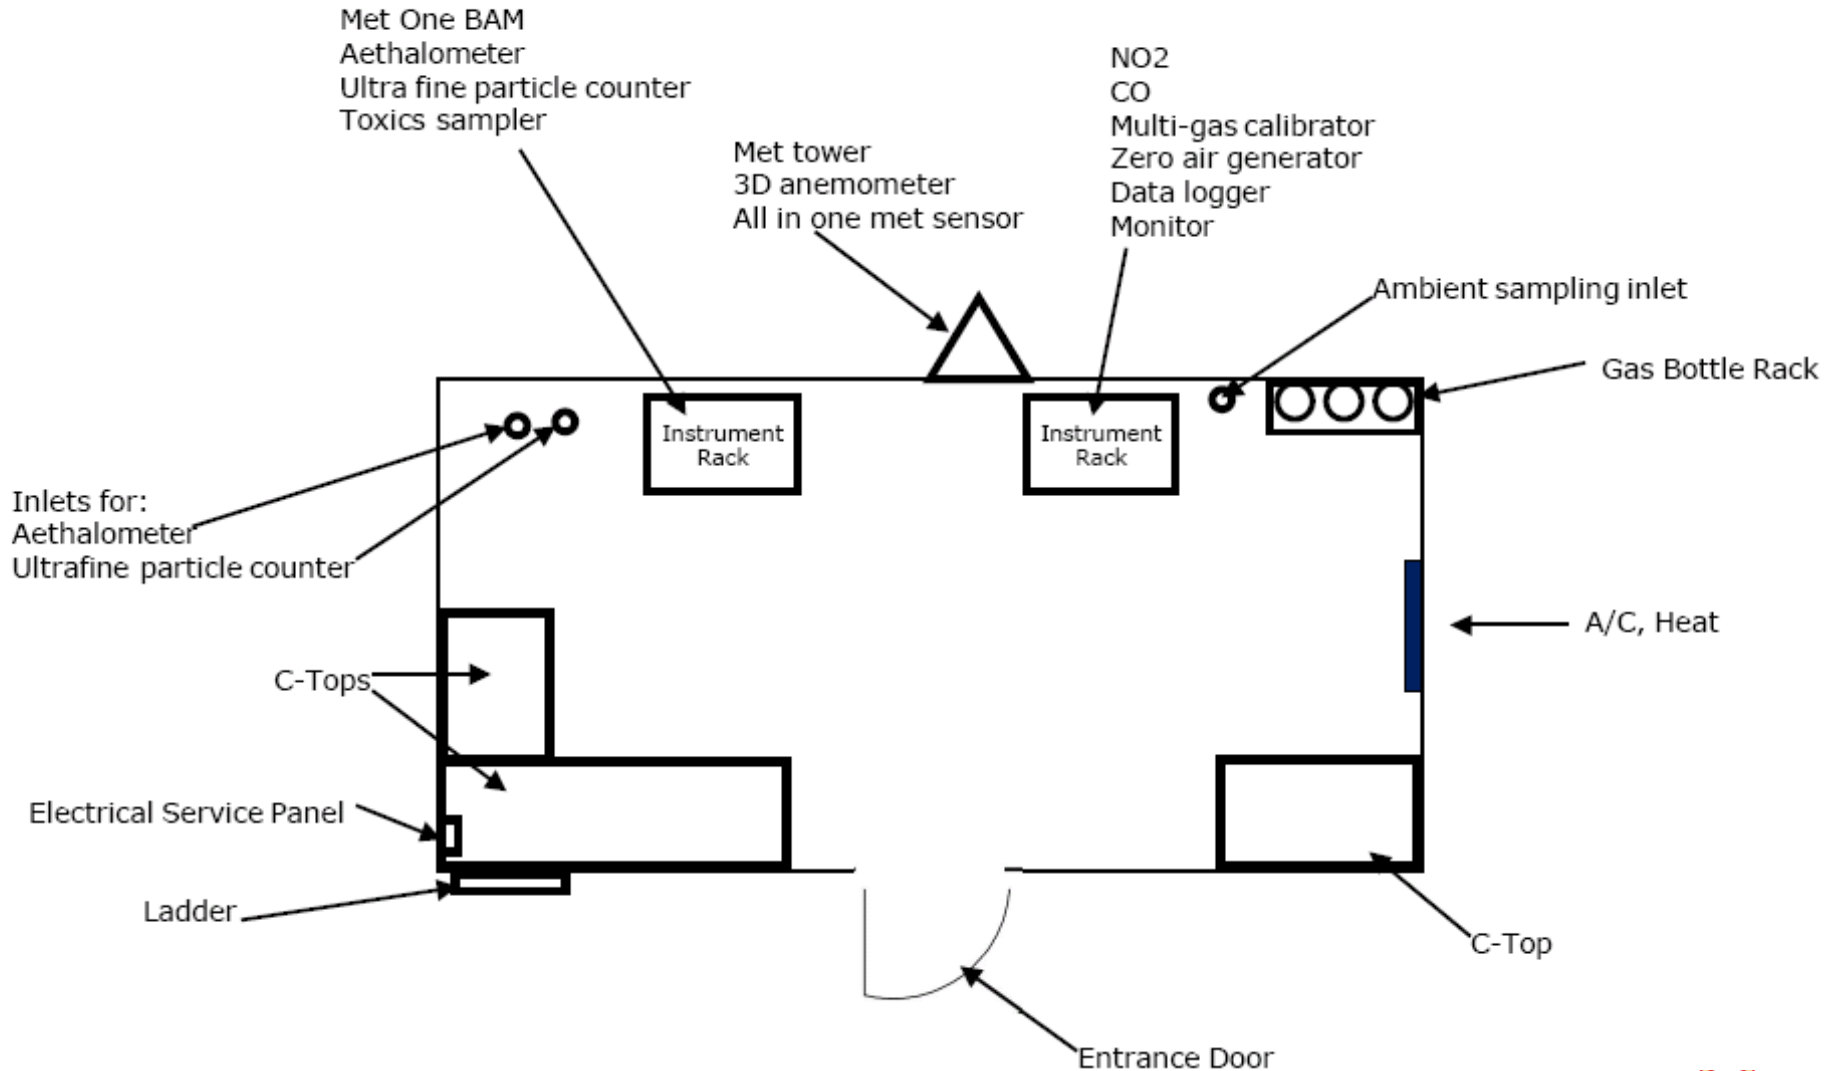 Met One BAM
Aethalometer
Ultra fine particle counter
Toxics sampler
Met tower
3D anemometer
All in one met sensor
NO2
CO
Multi-gas calibrator
Zero air generator
Data logger
Monitor
Ambient sampling inlet
Gas Bottle Rack
Instrument
Rack
Instrument
Rack
Inlets for:
Aethalometer
Ultrafine particle counter
A/C, Heat
C-Tops
Electrical Service Panel
Ladder
C-Top
Entrance Door